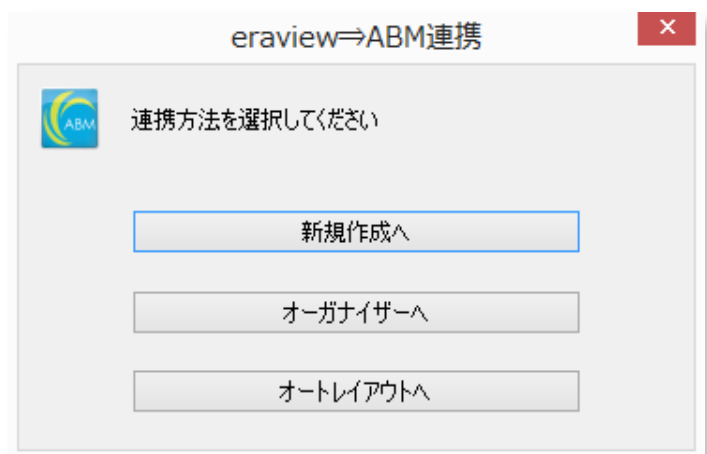 eraview⇒ABM連携
ABM
連携方法を選択してください
新規作成へ
オーガナイザーへ
オートレイアウトへ